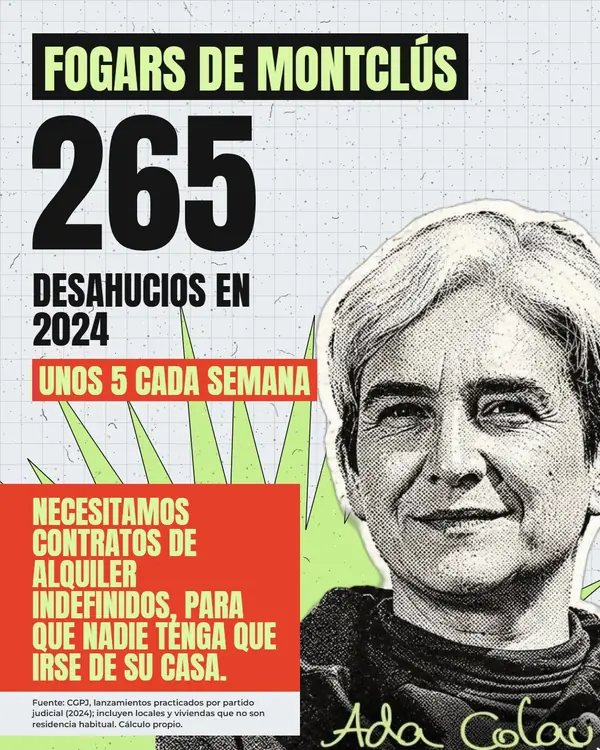 FOGARS DE MONTCLÚS
265
DESAHUCIOS EN
2024
UNOS 5 CADA SEMANA
NECESITAMOS
CONTRATOS DE
ALQUILER
INDEFINIDOS, PARA
QUE NADIE TENGA QUE
IRSE DE SU CASA.
Fuente: CGPJ, lanzamientos practicados por partido
judicial (2024); incluyen locales y viviendas que no son
residencia habitual. Cálculo propio.
Ada Colau